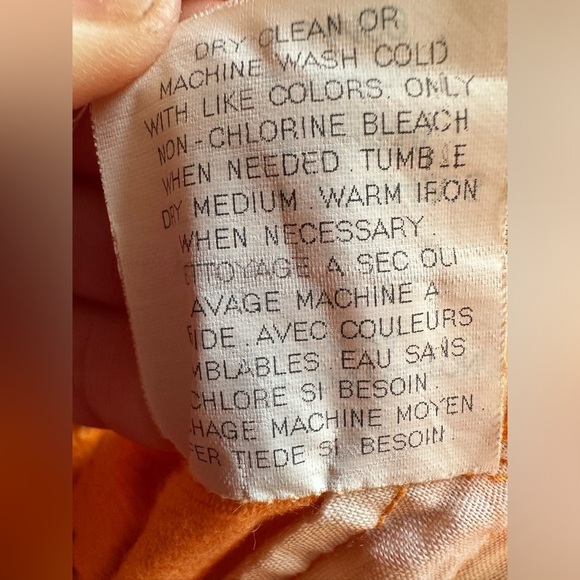 DRY CLEAN OR
MACHINE WASH COLD
WITH LIKE COLORS. ONLY
NON-CHLORINE BLEACH
WHEN NEEDED. TUMBLE
DRY MEDIUM WARM IRON
WHEN NECESSARY.
ETTOYAGE A SEC OU
AVAGE MACHINE A
IDE. AVEC COULEURS
MBLABLES. EAU SANS
CHLORE SI BESOIN.
HAGE MACHINE MOYEN.
FER TIEDE SI BESOIN.